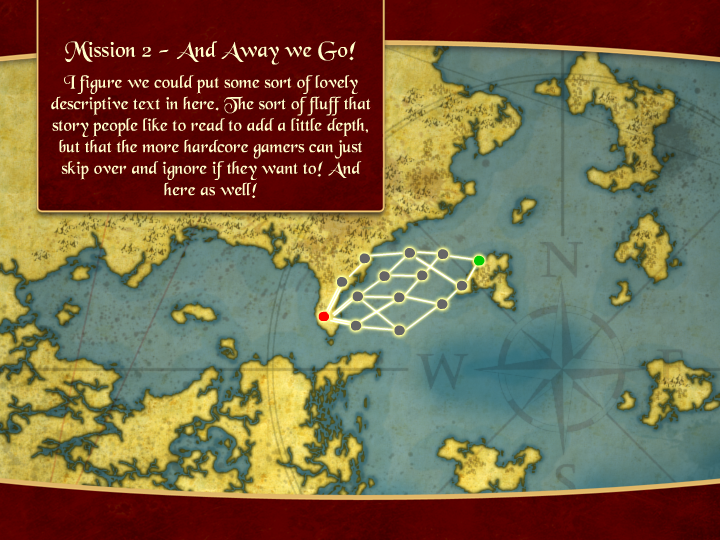 Mission 2 - And Away we Go!
I figure we could put some sort of lovely
descriptive text in here. The sort of fluff that
story people like to read to add a little depth,
but that the more hardcore gamers can just
skip over and ignore if they want to! And
here as well!
N
W
E
S